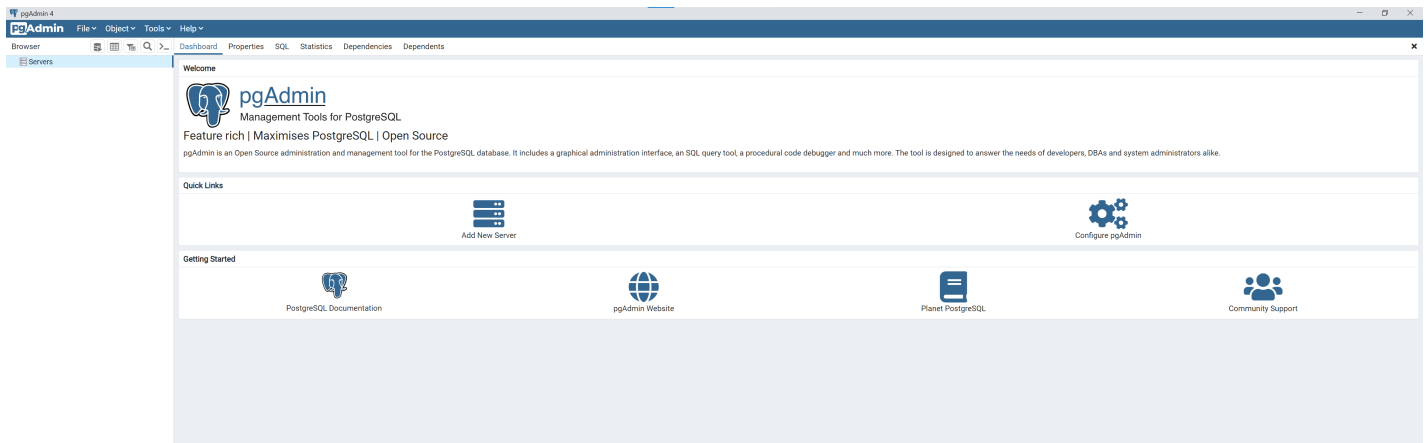 pgAdmin 4
pgAdmin File Object Tools Help
Browser
Dashboard Properties SQL Statistics Dependencies Dependents
Servers
Welcome
pgAdmin
Management Tools for PostgreSQL
Feature rich | Maximises PostgreSQL | Open Source
pgAdmin is an Open Source administration and management tool for the PostgreSQL database. It includes a graphical administration interface, an SQL query tool, a procedural code debugger and much more. The tool is designed to answer the needs of developers, DBAs and system administrators alike.
Quick Links
Add New Server
Configure pgAdmin
Getting Started
PostgreSQL Documentation
pgAdmin Website
Planet PostgreSQL
Community Support